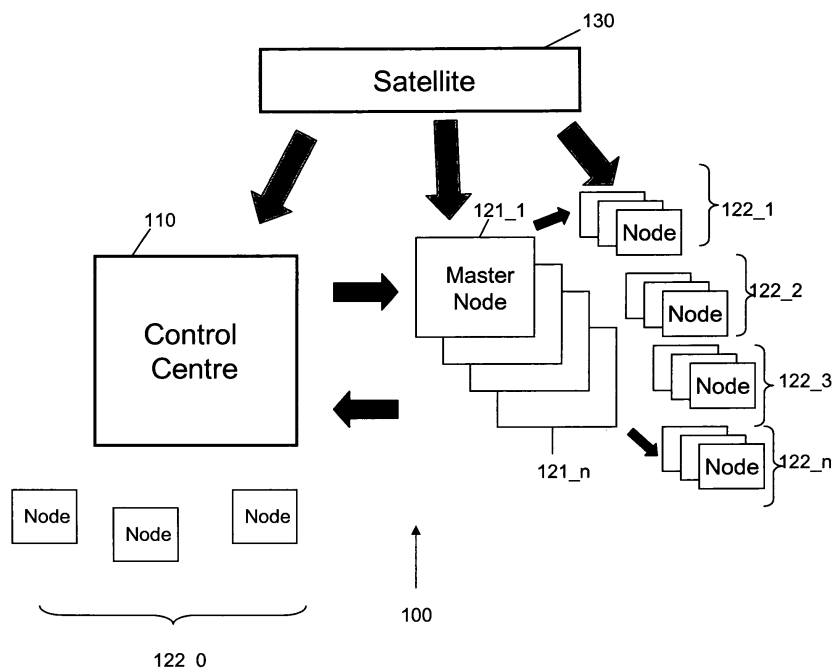 130
Satellite
110
121_1
122_1
Node
Master
Node
122_2
Node
Control
Centre
122_3
Node
122_n
Node
121_n
Node
Node
Node
100
122_0